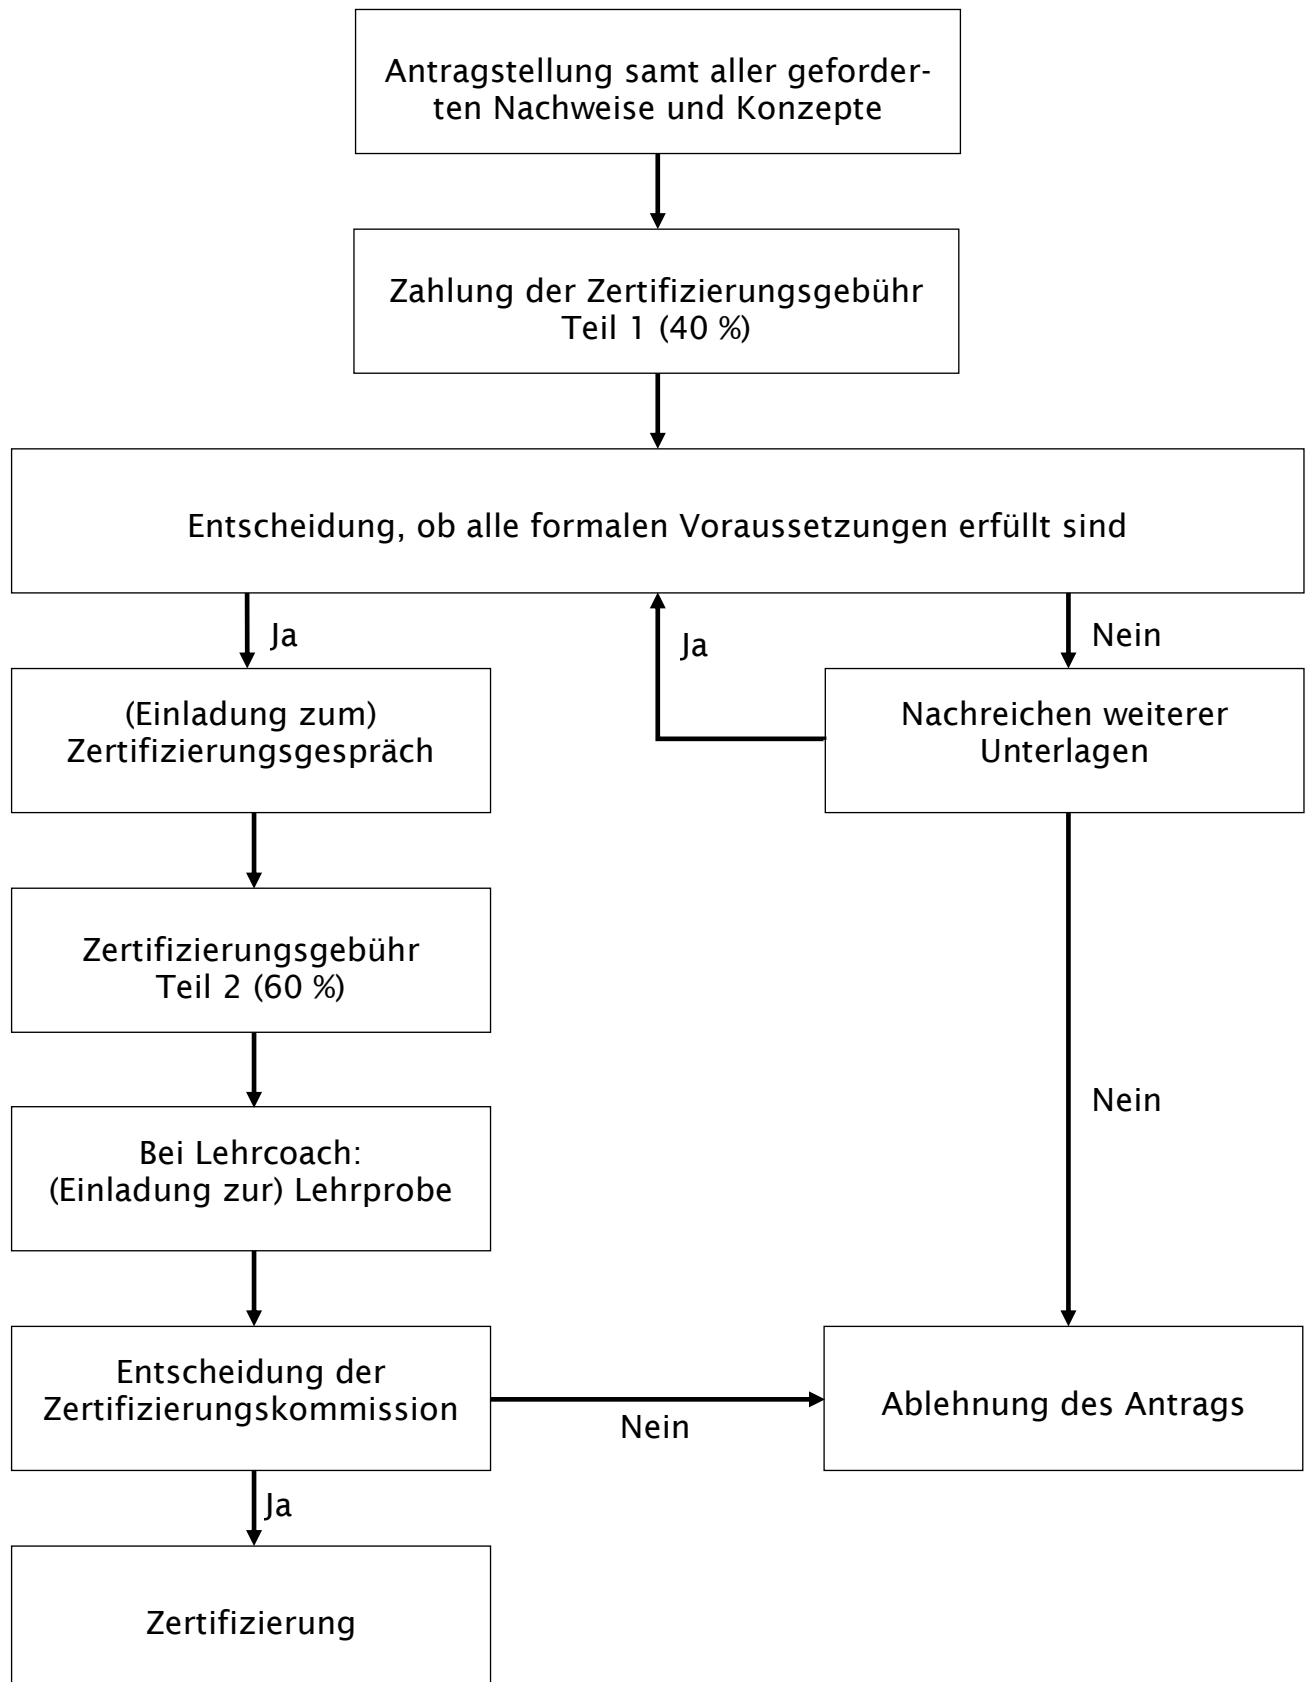 Antragstellung samt aller geforder-
ten Nachweise und Konzepte
Zahlung der Zertifizierungsgebühr
Teil 1 (40 %)
Entscheidung, ob alle formalen Voraussetzungen erfüllt sind
Ja
Ja
Nein
(Einladung zum)
Zertifizierungsgespräch
Nachreichen weiterer
Unterlagen
Zertifizierungsgebühr
Teil 2 (60 %)
Nein
Bei Lehrcoach:
(Einladung zur) Lehrprobe
Entscheidung der
Zertifizierungskommission
Nein
Ablehnung des Antrags
Ja
Zertifizierung